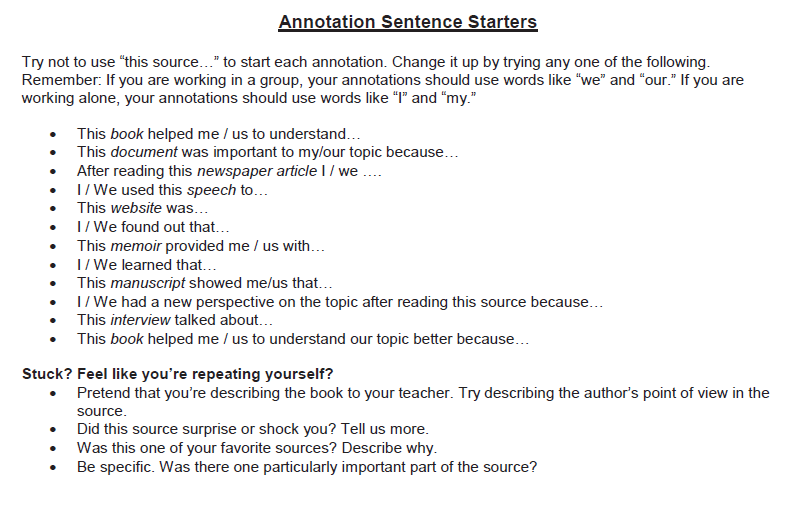 Annotation Sentence Starters
Try not to use “this source…” to start each annotation. Change it up by trying any one of the following.
Remember: If you are working in a group, your annotations should use words like “we” and “our.” If you are
working alone, your annotations should use words like “I” and “my.”
• This book helped me / us to understand…
• This document was important to my/our topic because…
• After reading this newspaper article I / we ….
• I / We used this speech to…
• This website was…
• I / We found out that…
• This memoir provided me / us with…
• I / We learned that…
• This manuscript showed me/us that…
• I / We had a new perspective on the topic after reading this source because…
• This interview talked about…
• This book helped me / us to understand our topic better because…
Stuck? Feel like you’re repeating yourself?
• Pretend that you’re describing the book to your teacher. Try describing the author’s point of view in the
source.
• Did this source surprise or shock you? Tell us more.
• Was this one of your favorite sources? Describe why.
• Be specific. Was there one particularly important part of the source?